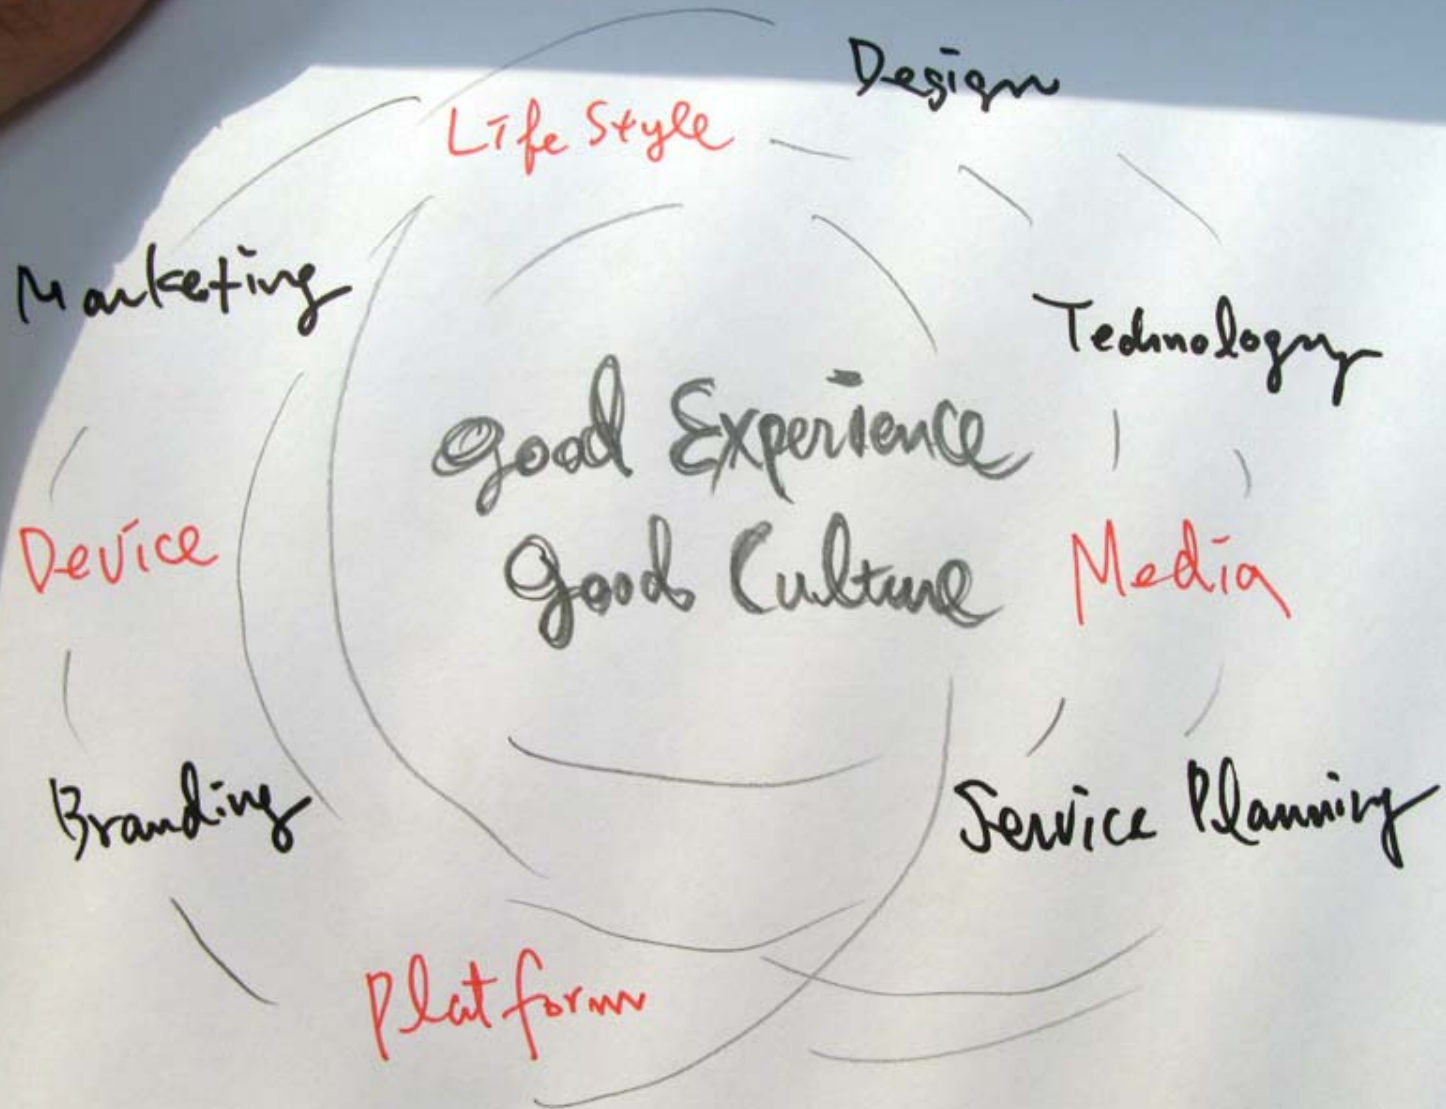 Design
Life Style
Marketing
Technology
good Experience
Good Culture
Device
Media
Branding
Service Planning
Platform